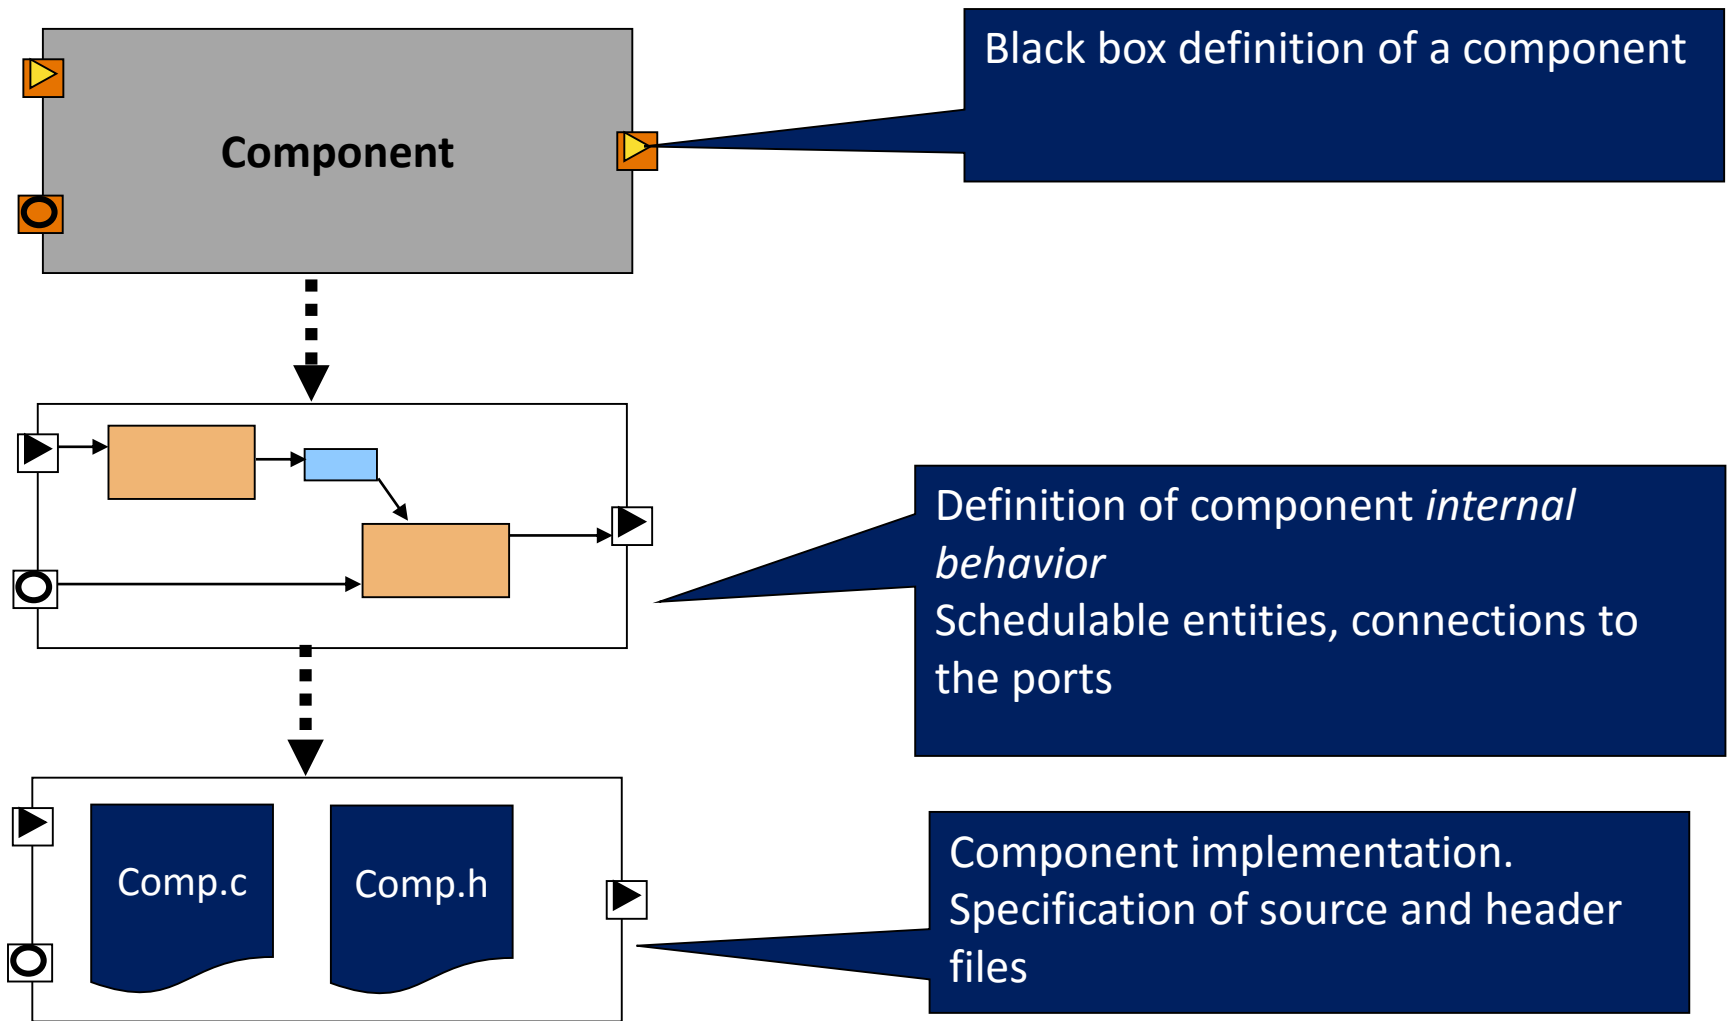 Black box definition of a component
Component
Definition of component internal
behavior
Schedulable entities, connections to
the ports
Comp.c
Comp.h
Component implementation.
Specification of source and header
files